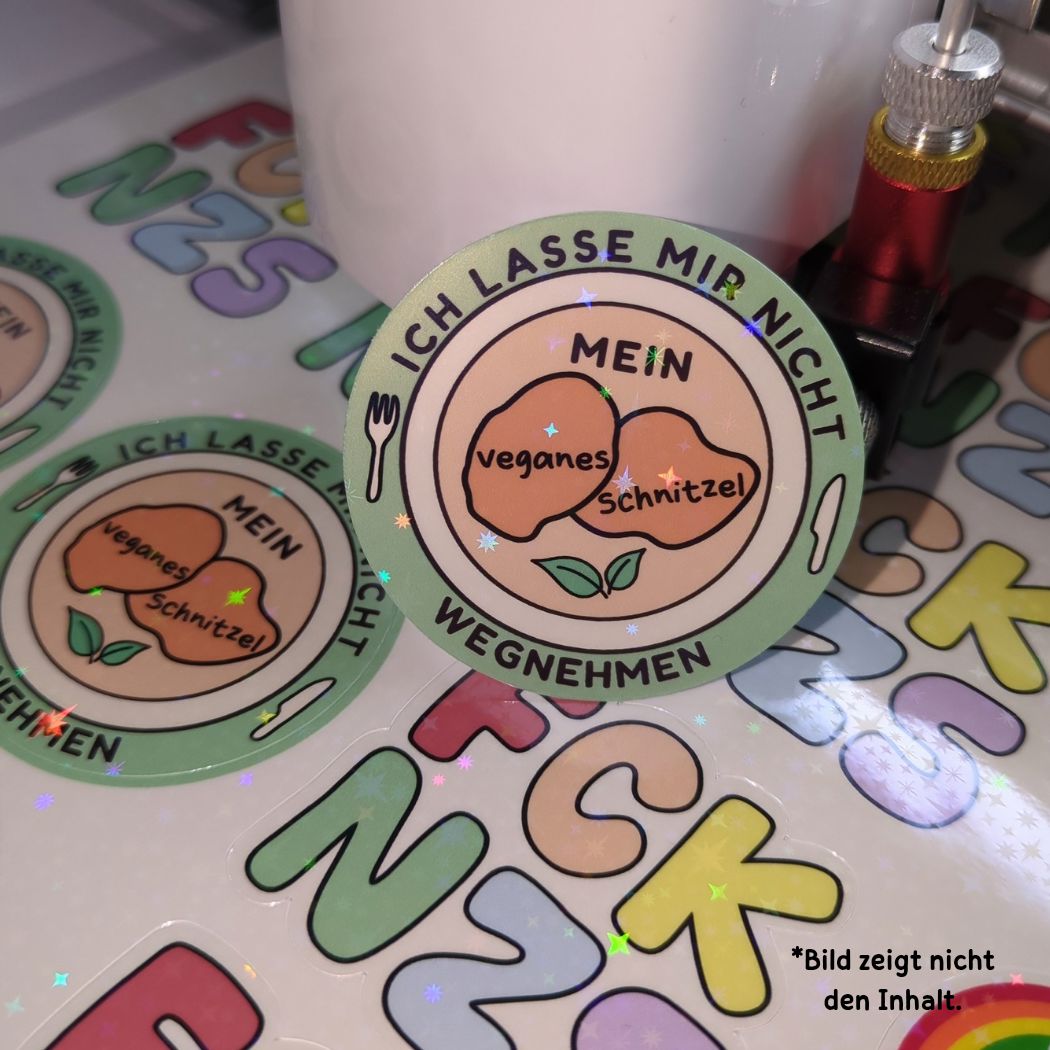 ICH LASSE MIR NICHT
MEIN
veganes
Schnitzel
WEGNEHMEN
ICH LASSE
MEIN
veganes
Schnitzel
LASSE MIR NICHT
FCK
NZS
FCK
NZS
*Bild zeigt nicht
den Inhalt.